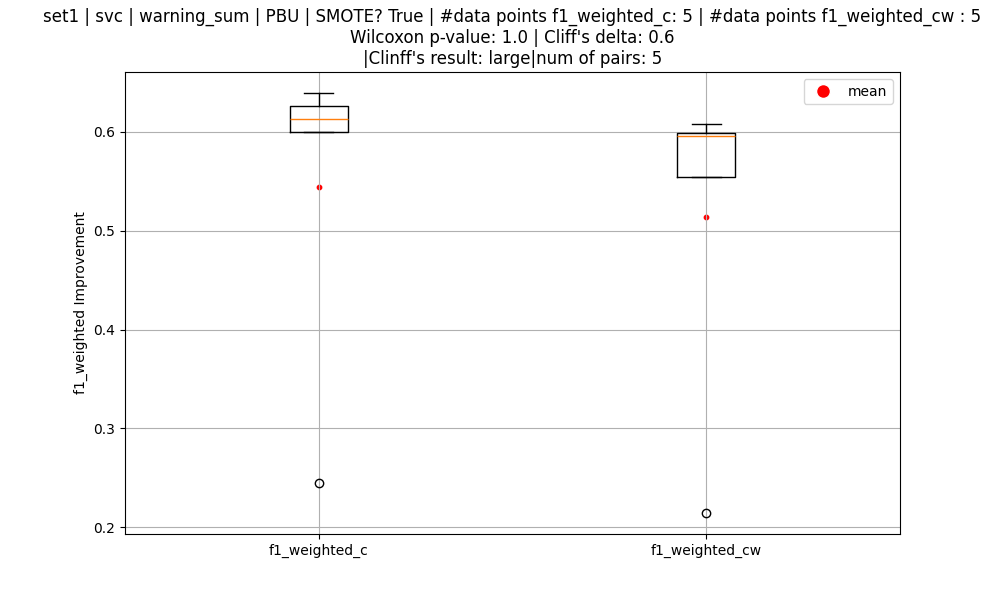 set1 | svc | warning_sum | PBU | SMOTE? True | #data points f1_weighted_c: 5 | #data points f1_weighted_cw : 5
Wilcoxon p-value: 1.0 | Cliff's delta: 0.6
|Clinff's result: large|num of pairs: 5
mean
0.6
0.5
0.4
0.3
0.2
f1_weighted Improvement
f1_weighted_c
f1_weighted_cw